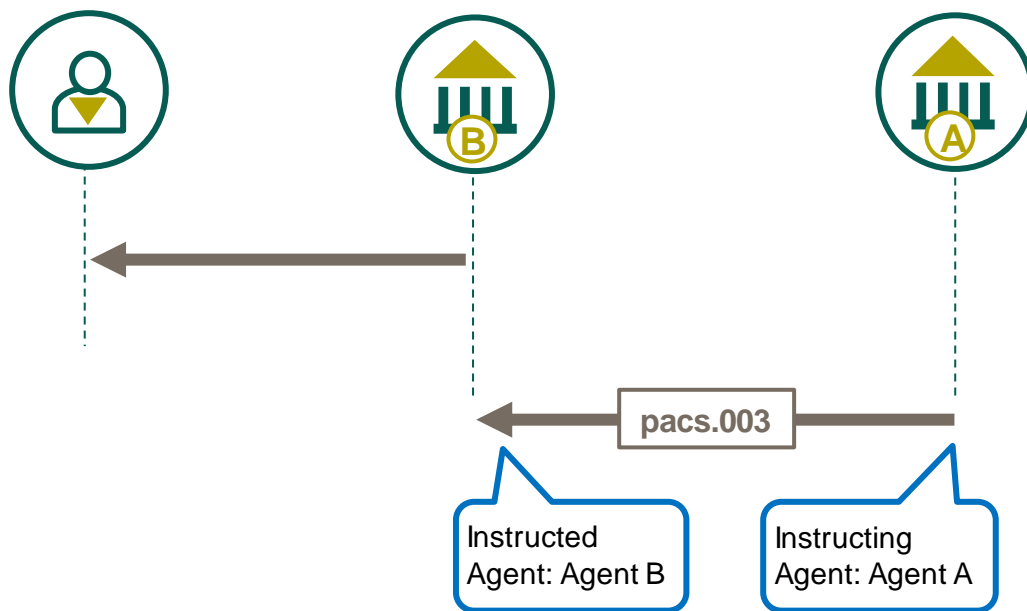 B
A
pacs.003
Instructed
Agent: Agent B
Instructing
Agent: Agent A